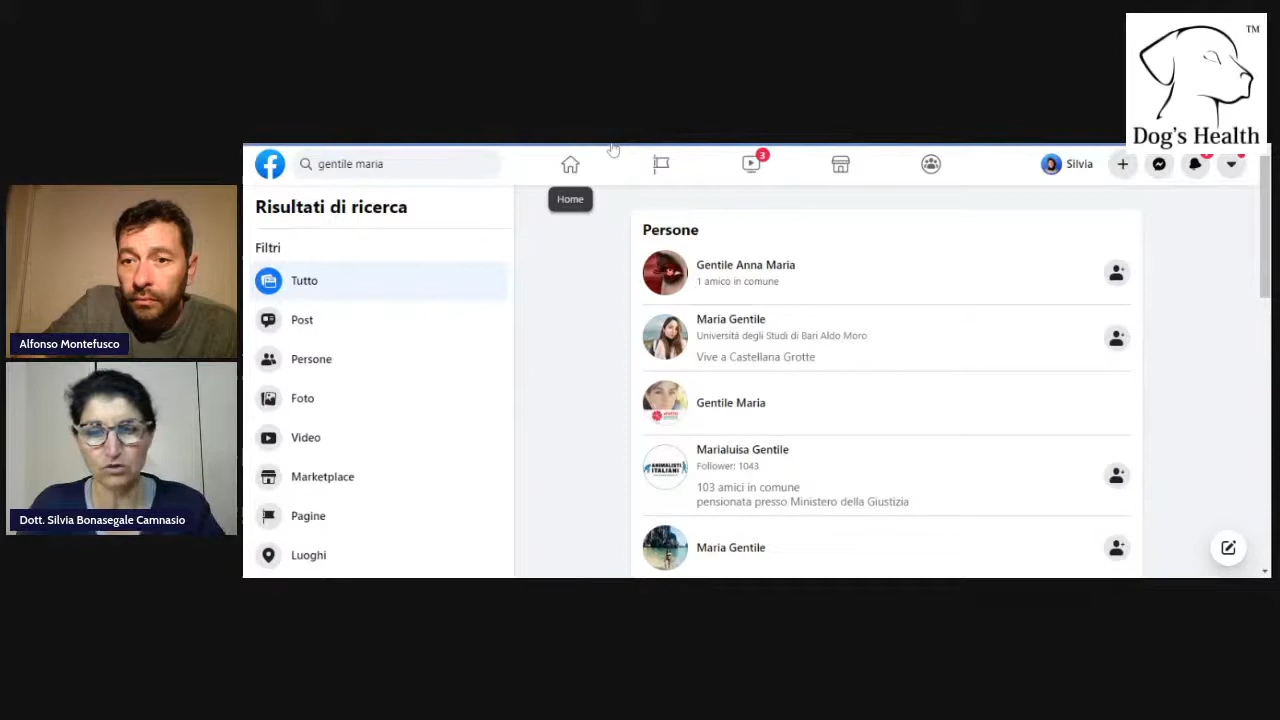 TM
Dog's Health
gentile maria
3
Silvia
Home
Risultati di ricerca
Filtri
Tutto
Post
Persone
Foto
Video
Marketplace
Pagine
Luoghi
Persone
Gentile Anna Maria
1 amico in comune
Maria Gentile
Università degli Studi di Bari Aldo Moro
Vive a Castellana Grotte
Gentile Maria
Marialuisa Gentile
Follower: 1043
103 amici in comune
pensionata presso Ministero della Giustizia
ANIMALISTI
ITALIANI
Maria Gentile
Alfonso Montefusco
Dott. Silvia Bonasegale Camnasio